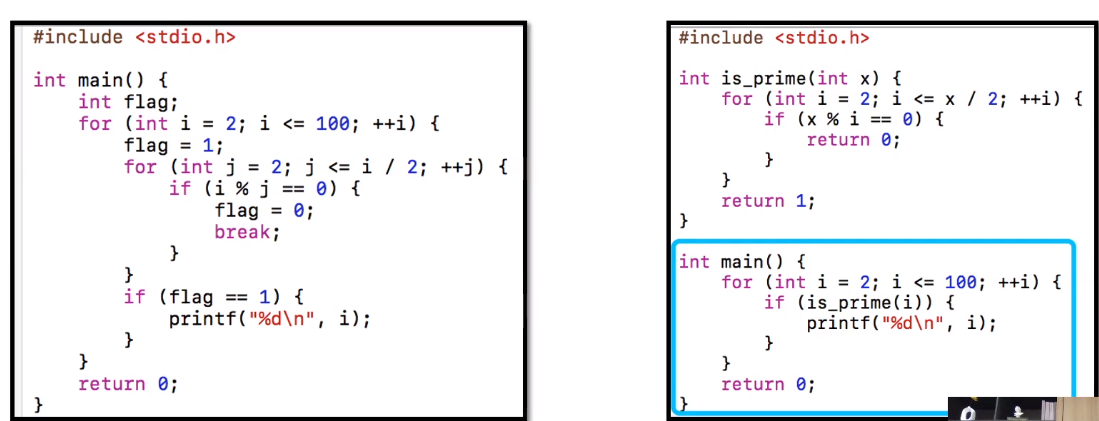 #include <stdio.h>
int main() {
    int flag;
    for (int i = 2; i <= 100; ++i) {
        flag = 1;
        for (int j = 2; j <= i / 2; ++j) {
            if (i % j == 0) {
                flag = 0;
                break;
            }
        }
        if (flag == 1) {
            printf("%d\n", i);
        }
    }
    return 0;
}
#include <stdio.h>
int is_prime(int x) {
    for (int i = 2; i <= x / 2; ++i) {
        if (x % i == 0) {
            return 0;
        }
    }
    return 1;
}
int main() {
    for (int i = 2; i <= 100; ++i) {
        if (is_prime(i)) {
            printf("%d\n", i);
        }
    }
    return 0;
}